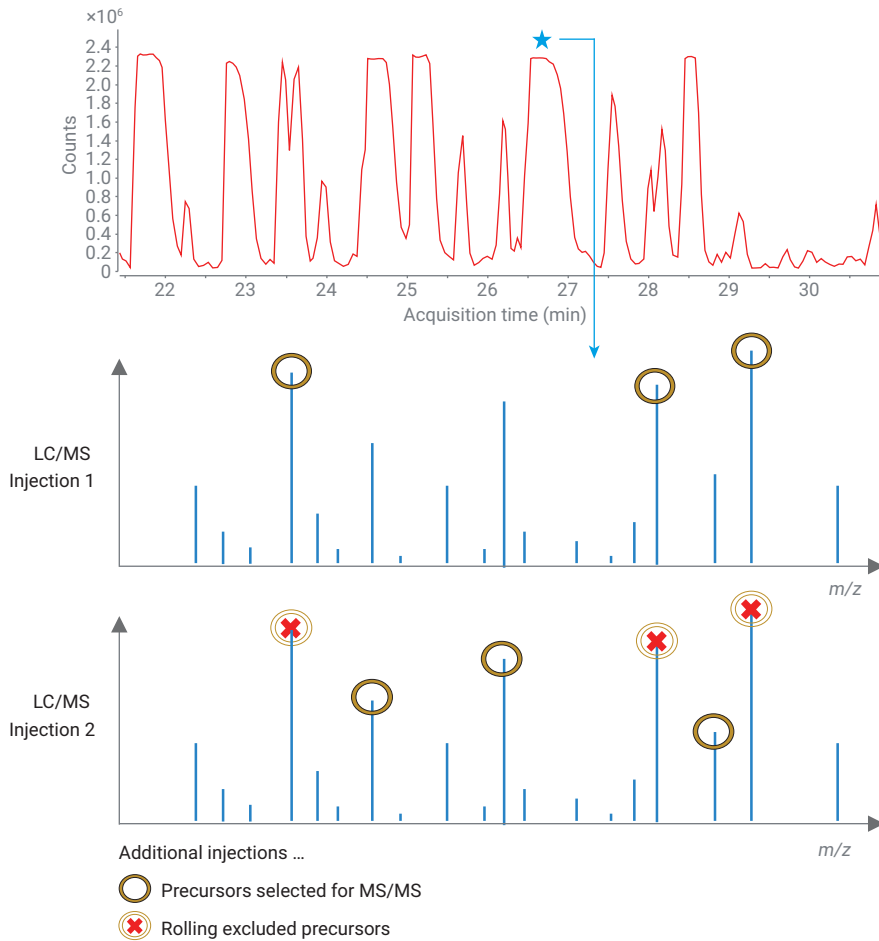 ×10⁶
2.4
2.2
2.0
1.8
1.6
1.4
1.2
1.0
0.8
0.6
0.4
0.2
0
Counts
22 23 24 25 26 27 28 29 30
Acquisition time (min)
LC/MS
Injection 1
m/z
LC/MS
Injection 2
m/z
Additional injections ...
Precursors selected for MS/MS
Rolling excluded precursors